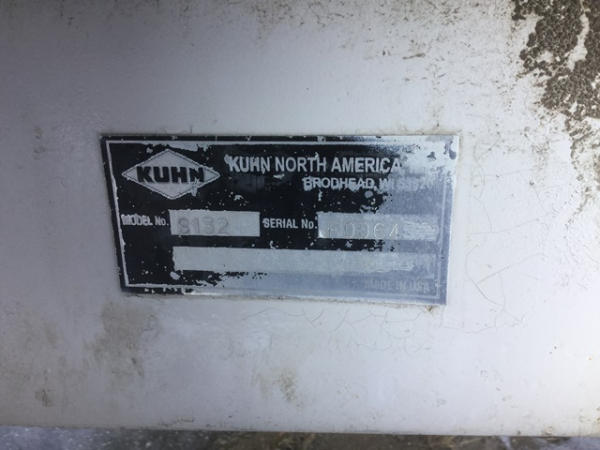 KUHN
KUHN NORTH AMERICA
BRODHEAD, WI
MODEL No. SERIAL No.
MADE IN USA